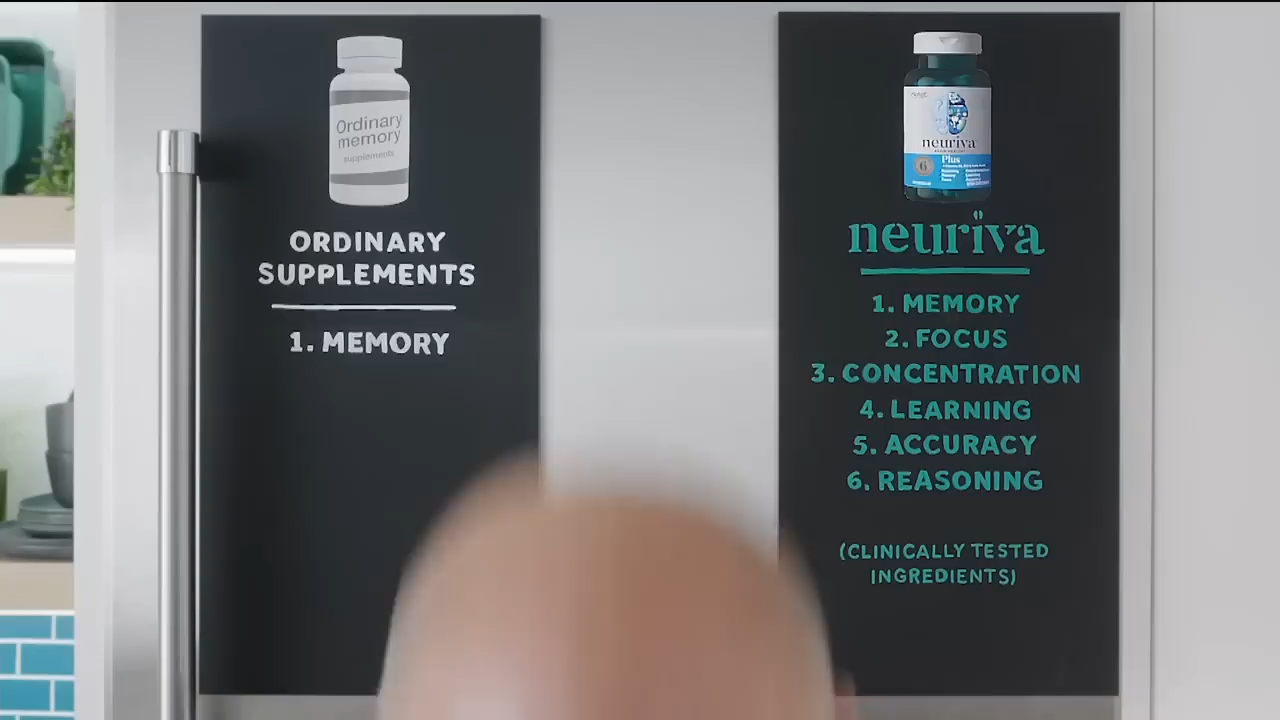 Ordinary
memory
supplements
ORDINARY
SUPPLEMENTS
1. MEMORY
neuriva
Plus
6
neuriva
1. MEMORY
2. FOCUS
3. CONCENTRATION
4. LEARNING
5. ACCURACY
6. REASONING
(CLINICALLY TESTED
INGREDIENTS)